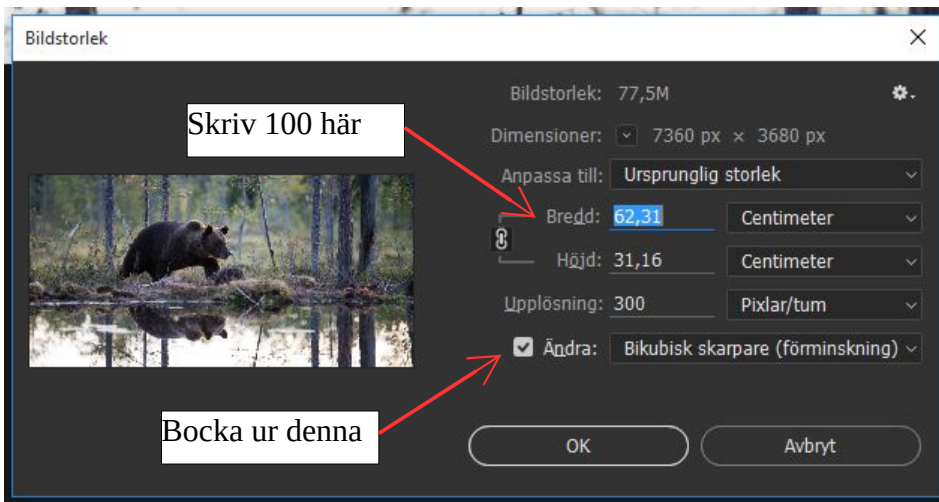 Bildstorlek
Bildstorlek: 77,5M
Skriv 100 här
Dimensioner: 7360 px × 3680 px
Anpassa till: Ursprunglig storlek
Bredd: 62,31 Centimeter
Höjd: 31,16 Centimeter
Upplösning: 300 Pixlar/tum
Ändra: Bikubisk skarpare (förminskning)
Bocka ur denna
OK Avbryt